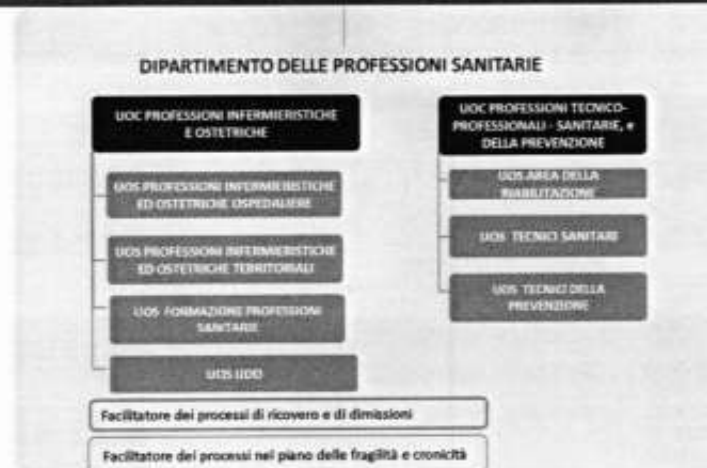 DIPARTIMENTO DELLE PROFESSIONI SANITARIE
UOC PROFESSIONI INFERMIERISTICHE
E OSTETRICHE
UOS PROFESSIONI INFERMIERISTICHE
ED OSTETRICHE OSPEDALIERE
UOS PROFESSIONI INFERMIERISTICHE
ED OSTETRICHE TERRITORIALI
UOS FORMAZIONE PROFESSIONI
SANITARIE
UOS UDO
UOC PROFESSIONI TECNICO-
PROFESSIONALI - SANITARIE, e
DELLA PREVENZIONE
UOS AREA DELLA
RIABILITAZIONE
UOS TECNICI SANITARI
UOS TECNICI DELLA
PREVENZIONE
Facilitatore dei processi di ricovero e di dimissioni
Facilitatore dei processi nel piano delle fragilità e cronicità